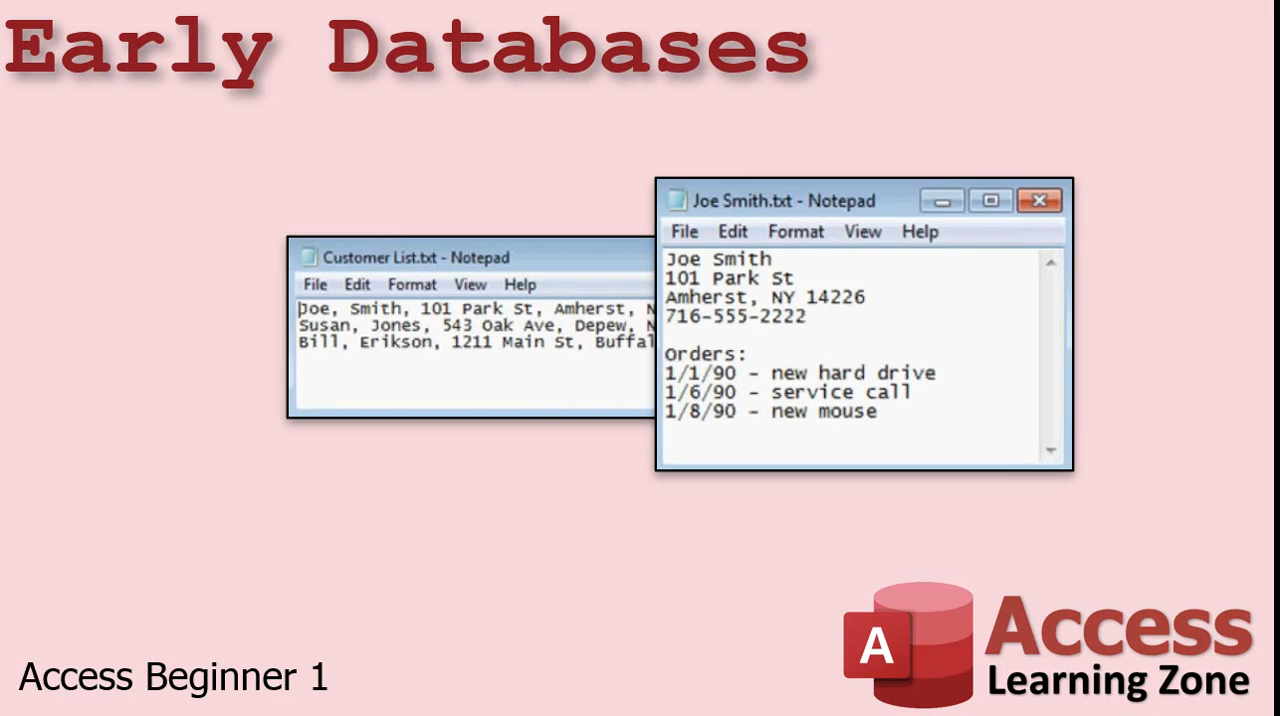 Early Databases
Customer List.txt - Notepad
File Edit Format View Help
Joe, Smith, 101 Park St, Amherst, N
Susan, Jones, 543 Oak Ave, Depew, N
Bill, Erikson, 1211 Main St, Buffal
Joe Smith.txt - Notepad
File Edit Format View Help
Joe Smith
101 Park St
Amherst, NY 14226
716-555-2222
Orders:
1/1/90 - new hard drive
1/6/90 - service call
1/8/90 - new mouse
Access Beginner 1
A
Access
Learning Zone